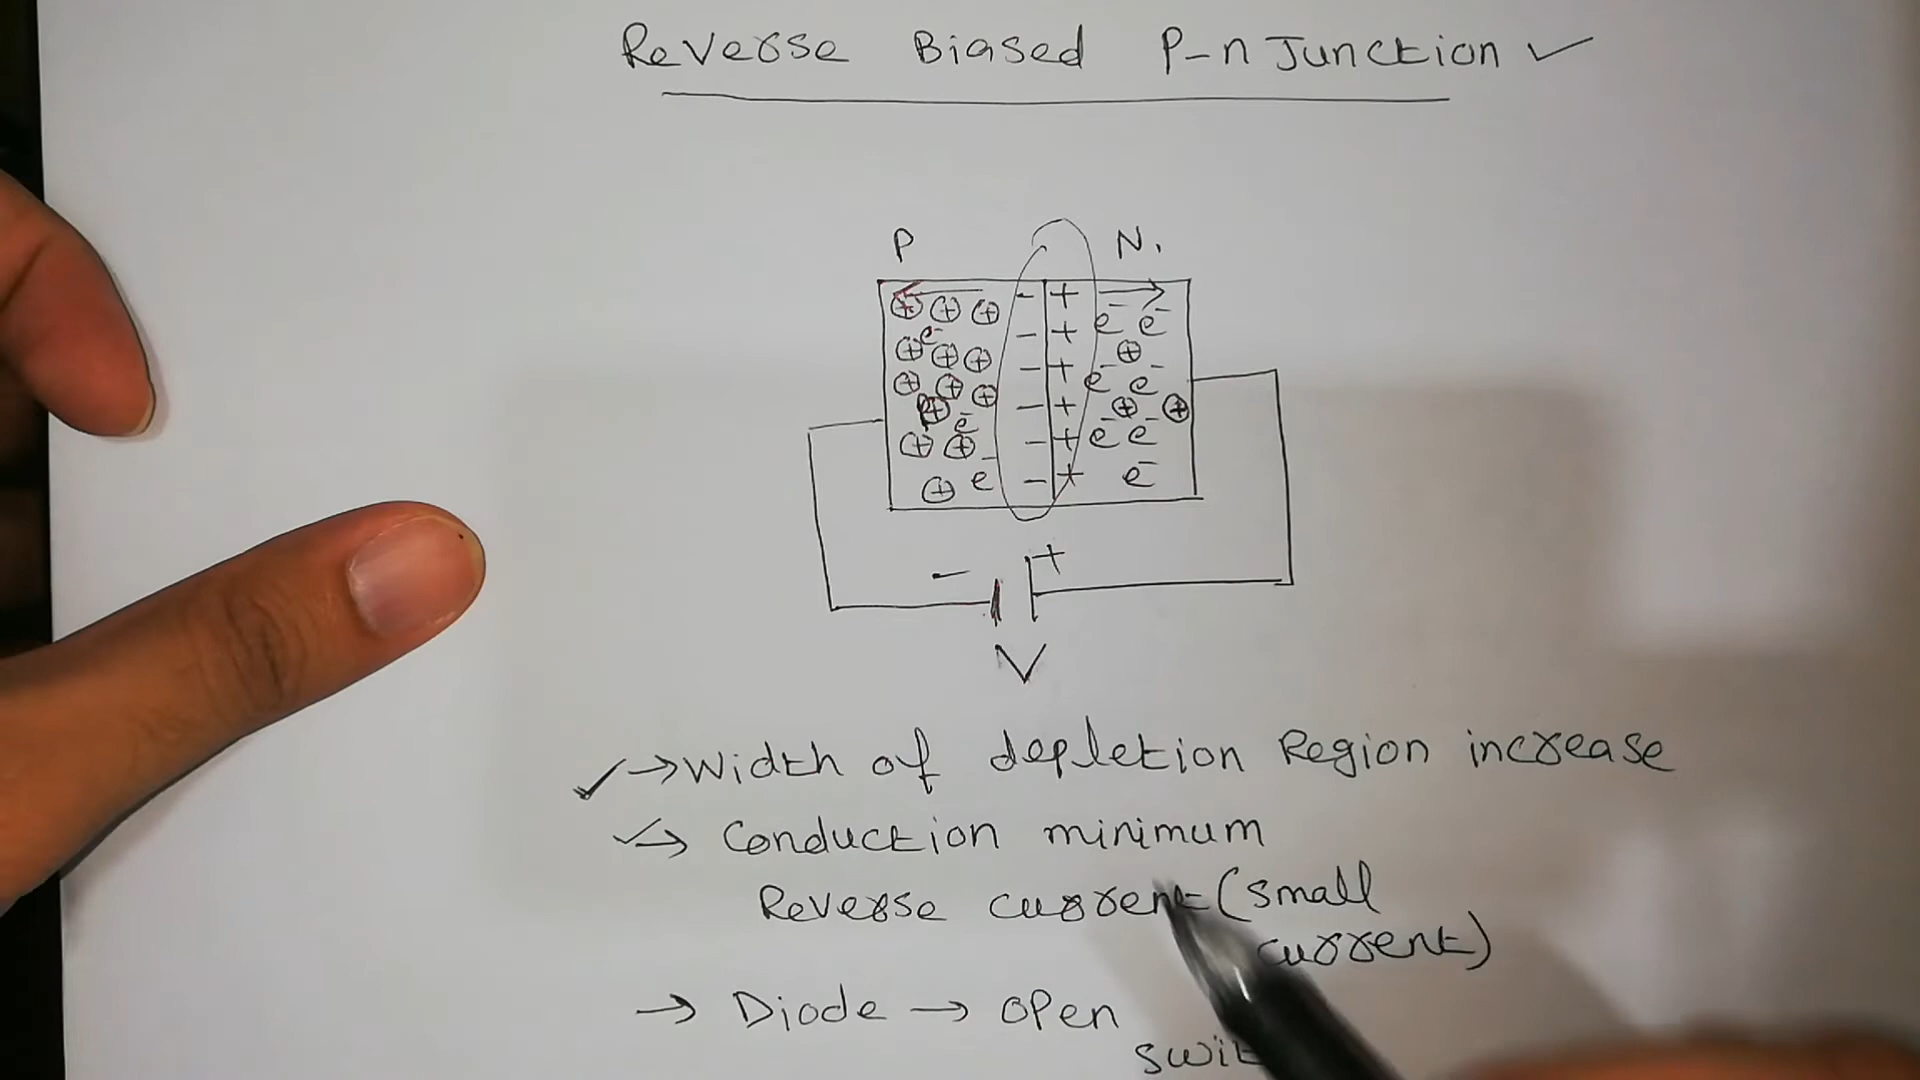 Reverse Biased P-n Junction ✓
P N.
- +
⊕ ⊕ ⊕ - + e⁻ e⁻
e⁻ - +
⊕ ⊕ ⊕ - + ⊕
⊕ ⊕ ⊕ e⁻ e⁻
⊕ e⁻ - + ⊕ ⊕
⊕ ⊕ - + e⁻ e⁻
⊕ e⁻ - + e⁻
- +
V
✓ → Width of depletion Region increase
✓→ Conduction minimum
Reverse current (small
current)
→ Diode → open